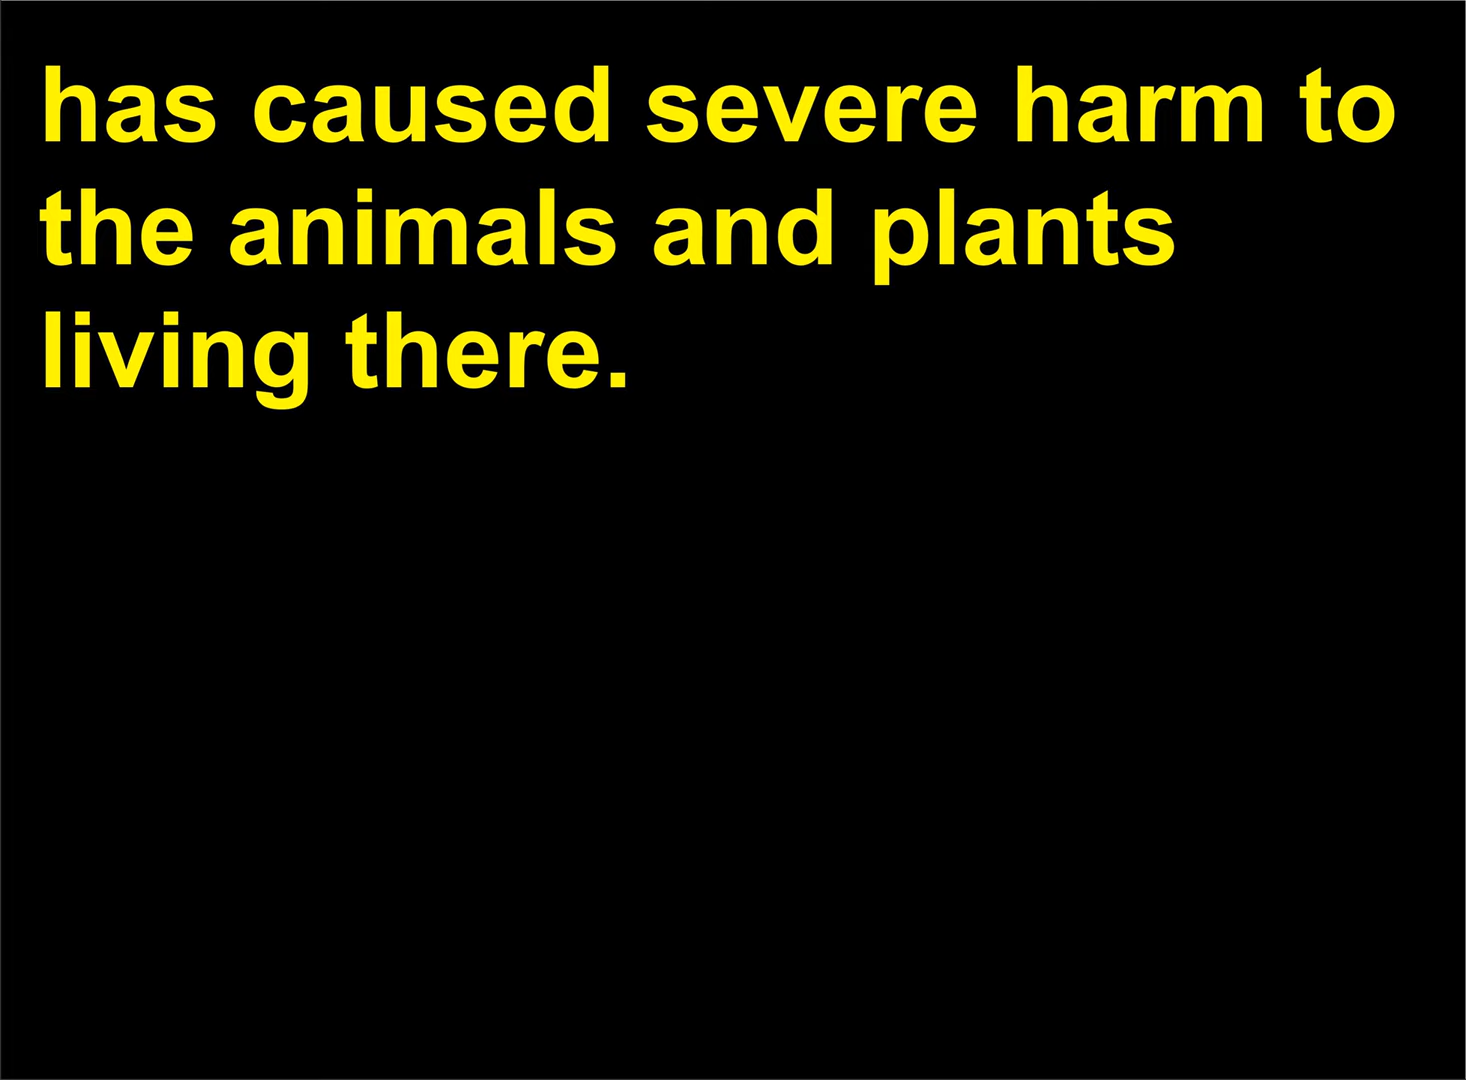 has caused severe harm to
the animals and plants
living there.